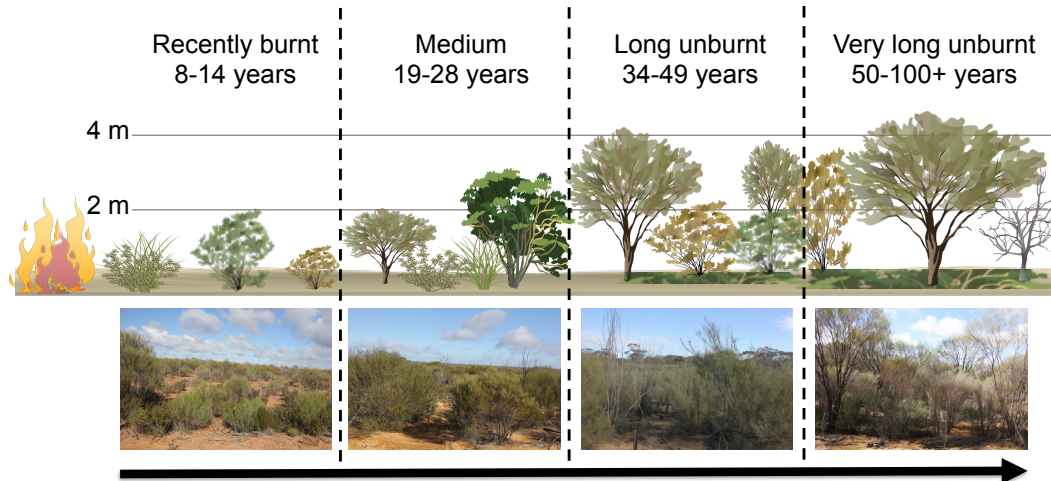 Recently burnt
8-14 years
Medium
19-28 years
Long unburnt
34-49 years
Very long unburnt
50-100+ years
4 m
2 m